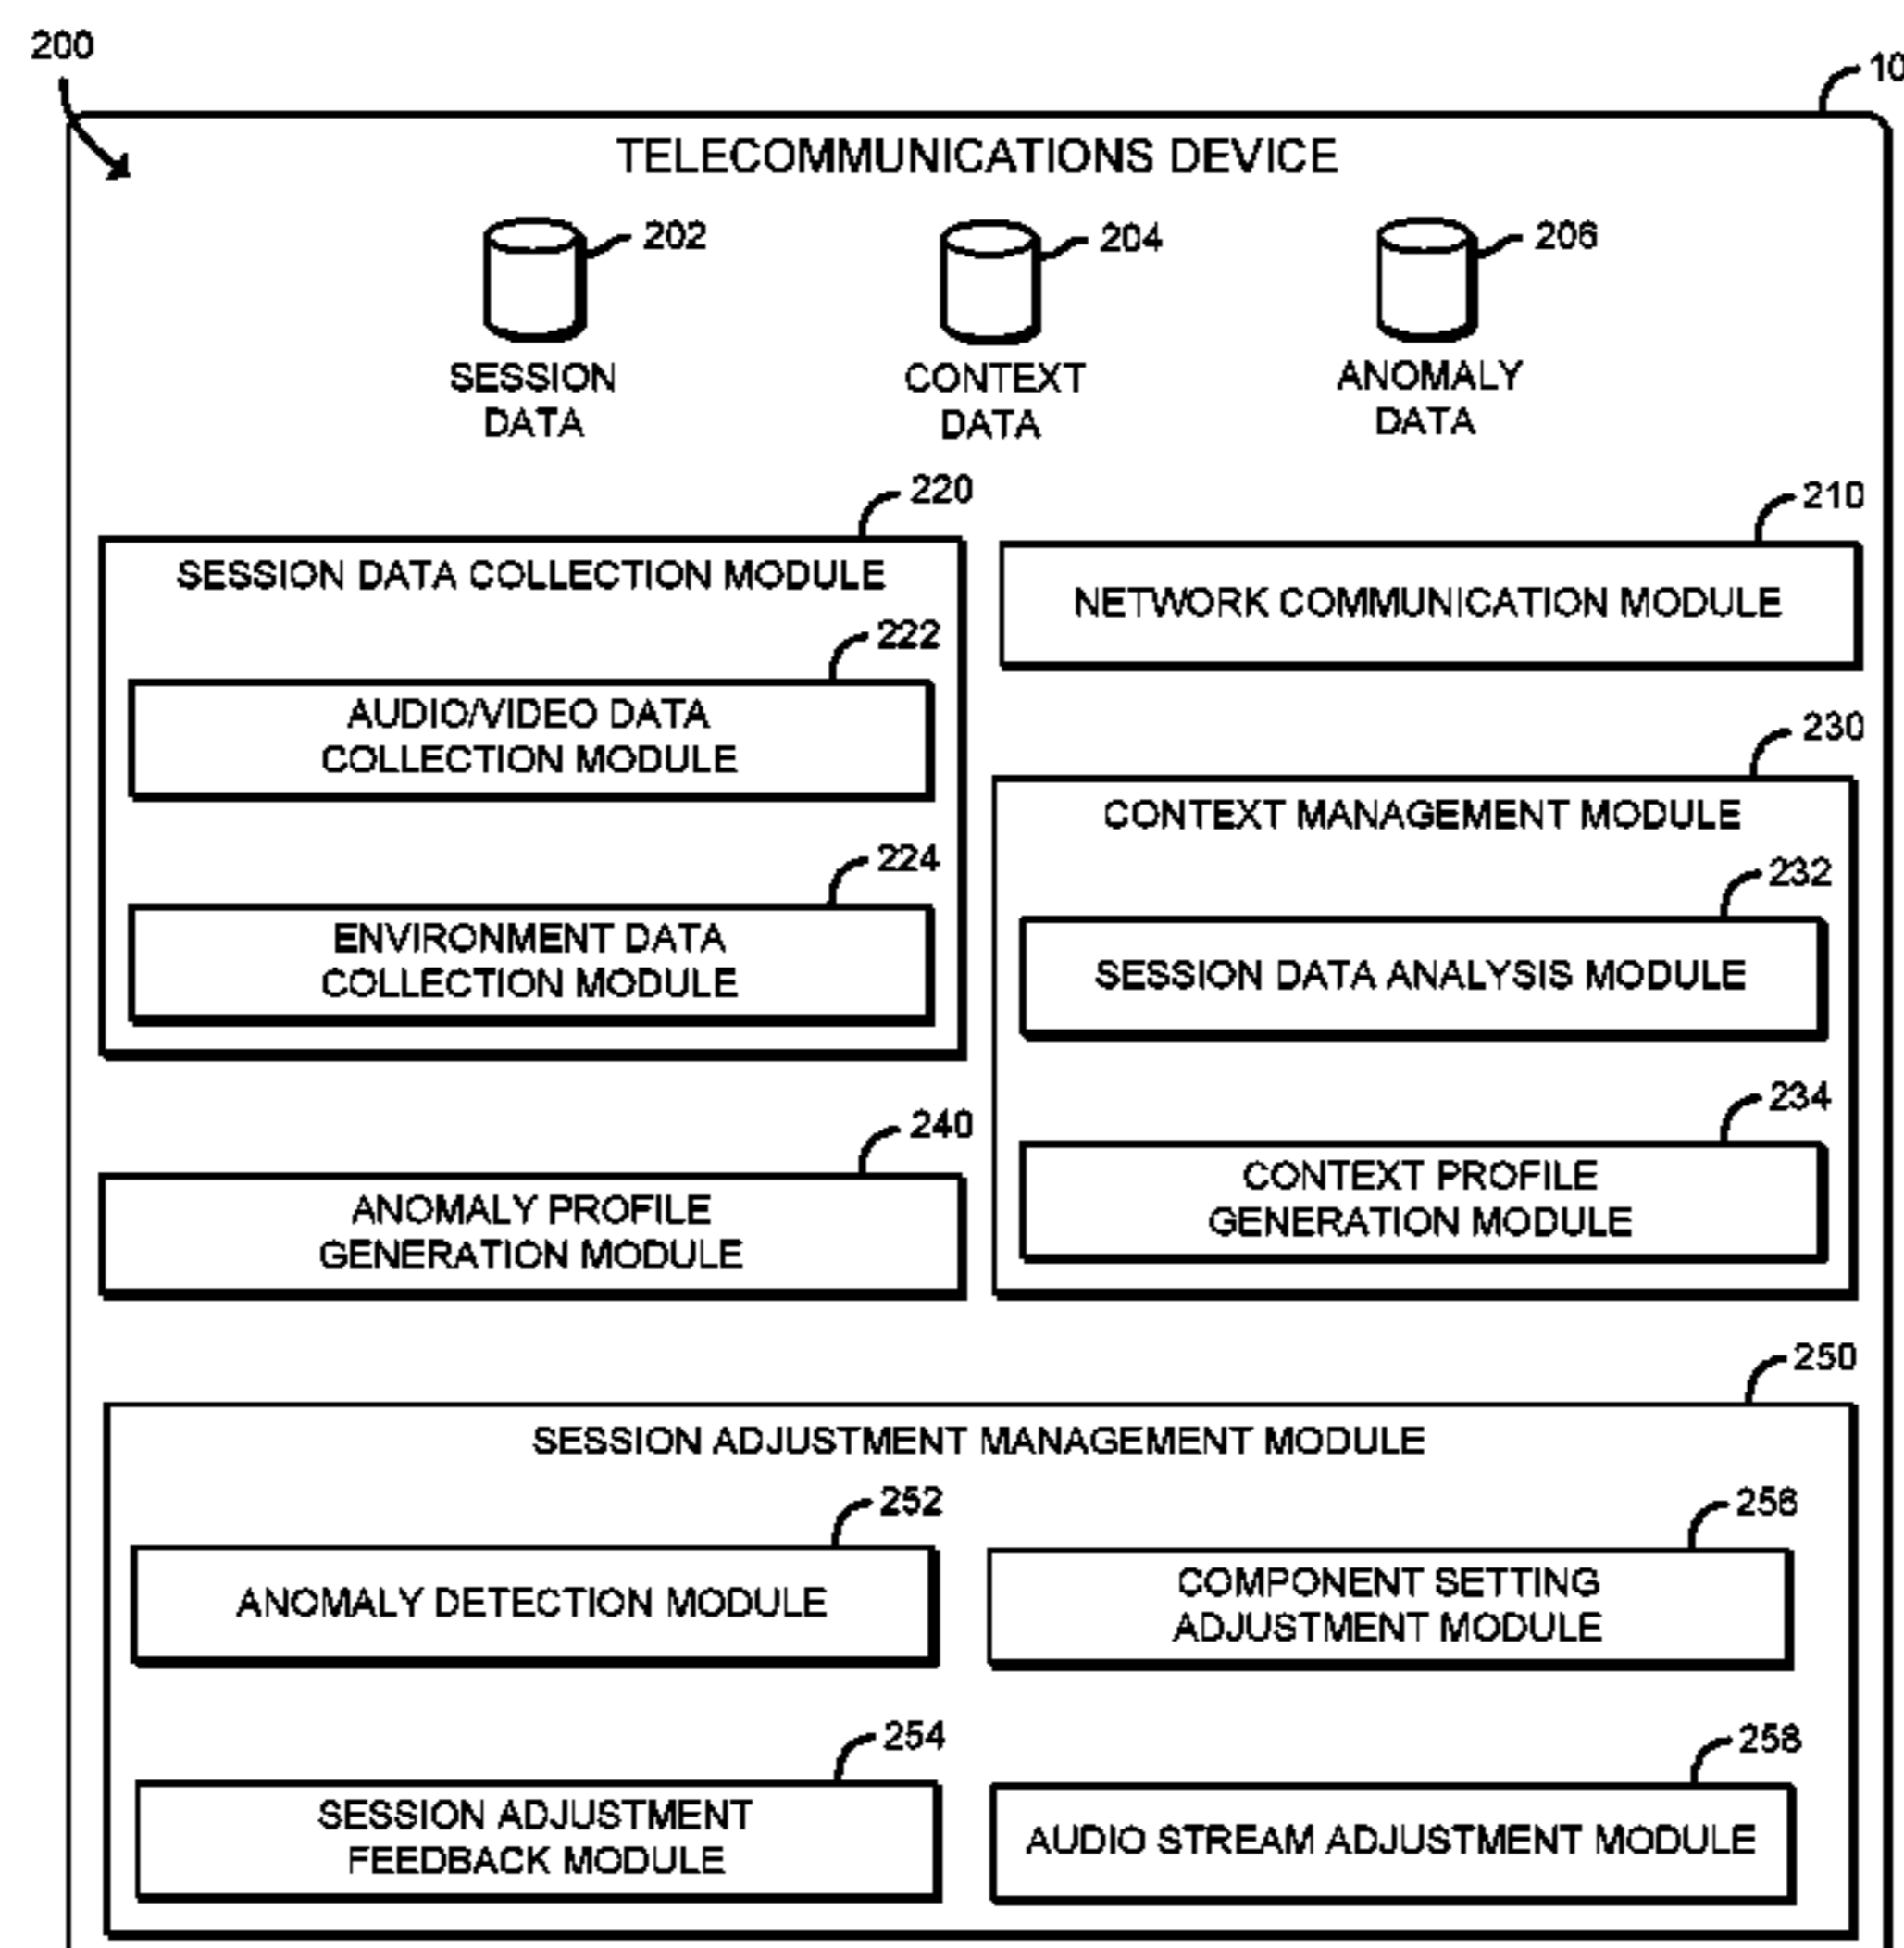 200
10
TELECOMMUNICATIONS DEVICE
202
204
206
SESSION
DATA
CONTEXT
DATA
ANOMALY
DATA
220
210
SESSION DATA COLLECTION MODULE
NETWORK COMMUNICATION MODULE
222
AUDIO/VIDEO DATA
COLLECTION MODULE
230
CONTEXT MANAGEMENT MODULE
224
ENVIRONMENT DATA
COLLECTION MODULE
232
SESSION DATA ANALYSIS MODULE
240
ANOMALY PROFILE
GENERATION MODULE
234
CONTEXT PROFILE
GENERATION MODULE
250
SESSION ADJUSTMENT MANAGEMENT MODULE
252
ANOMALY DETECTION MODULE
256
COMPONENT SETTING
ADJUSTMENT MODULE
254
SESSION ADJUSTMENT
FEEDBACK MODULE
258
AUDIO STREAM ADJUSTMENT MODULE